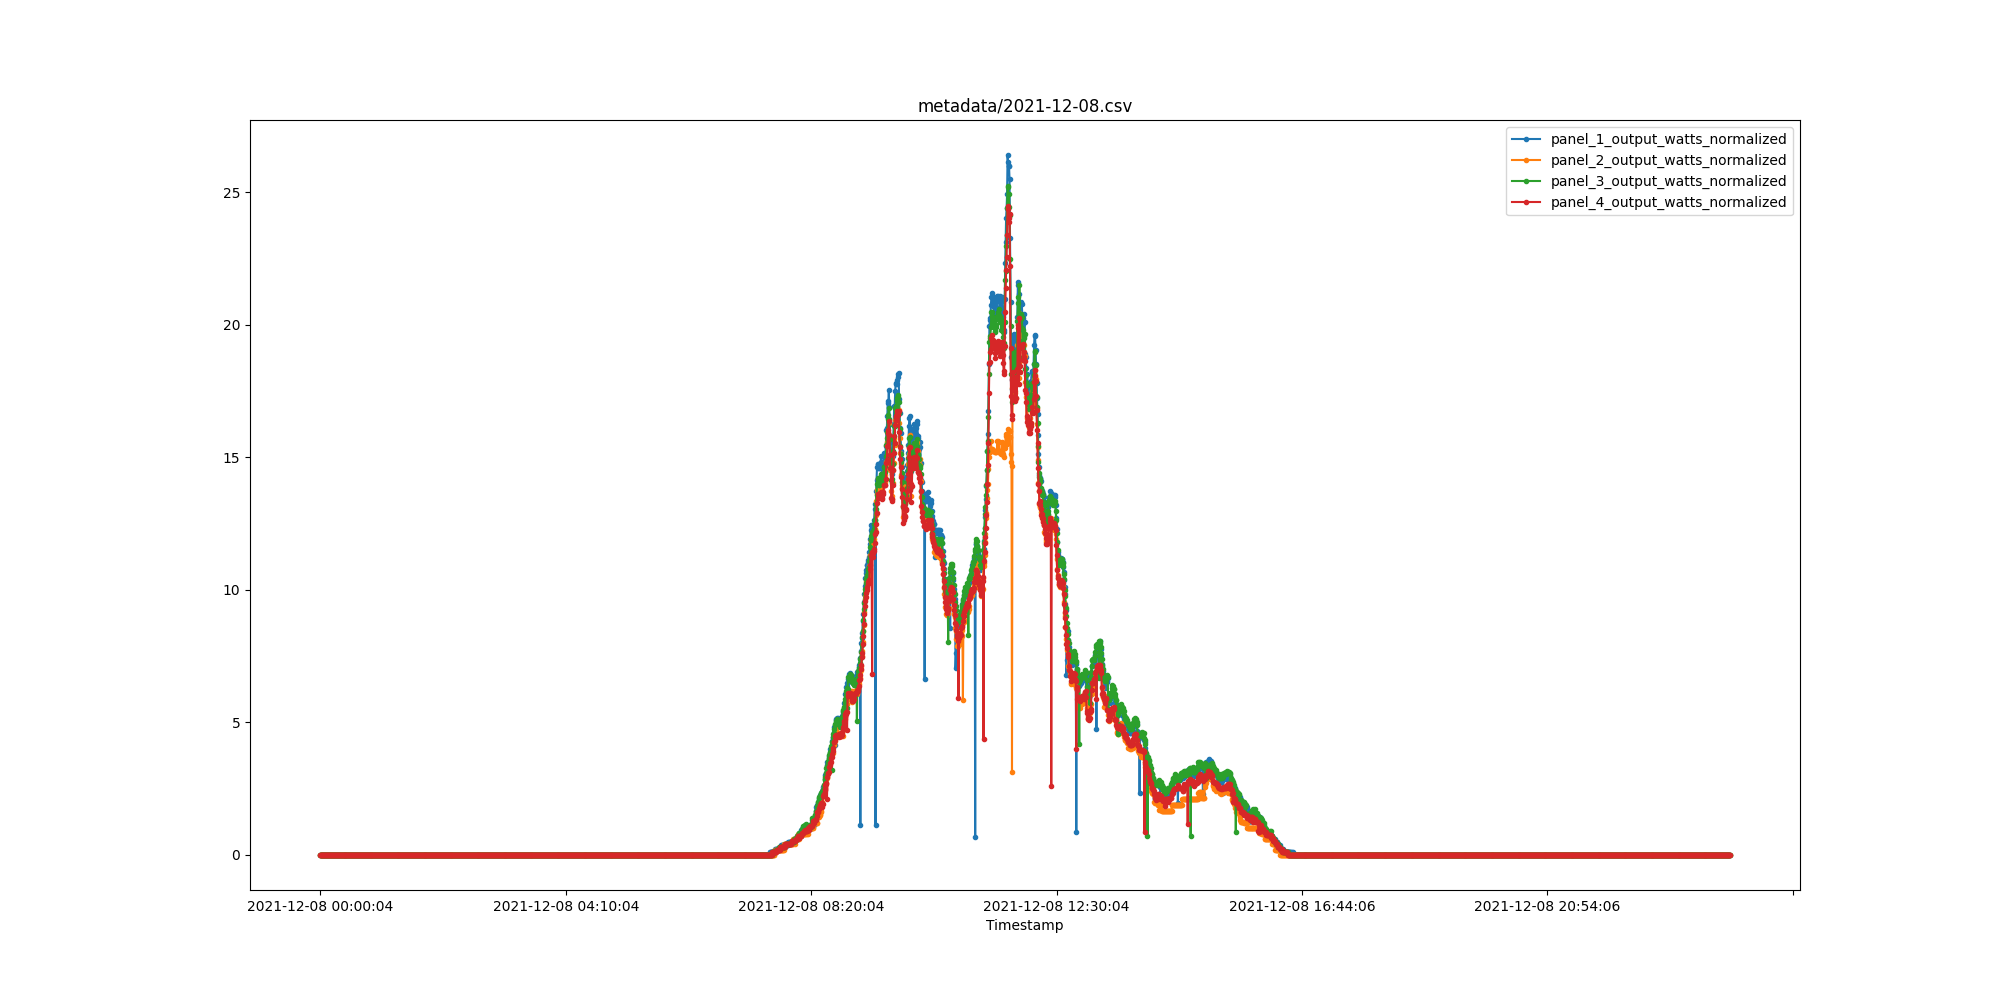 metadata/2021-12-08.csv
panel_1_output_watts_normalized
panel_2_output_watts_normalized
panel_3_output_watts_normalized
panel_4_output_watts_normalized
25
20
15
10
5
0
2021-12-08 00:00:04 2021-12-08 04:10:04 2021-12-08 08:20:04 2021-12-08 12:30:04 2021-12-08 16:44:06 2021-12-08 20:54:06
Timestamp